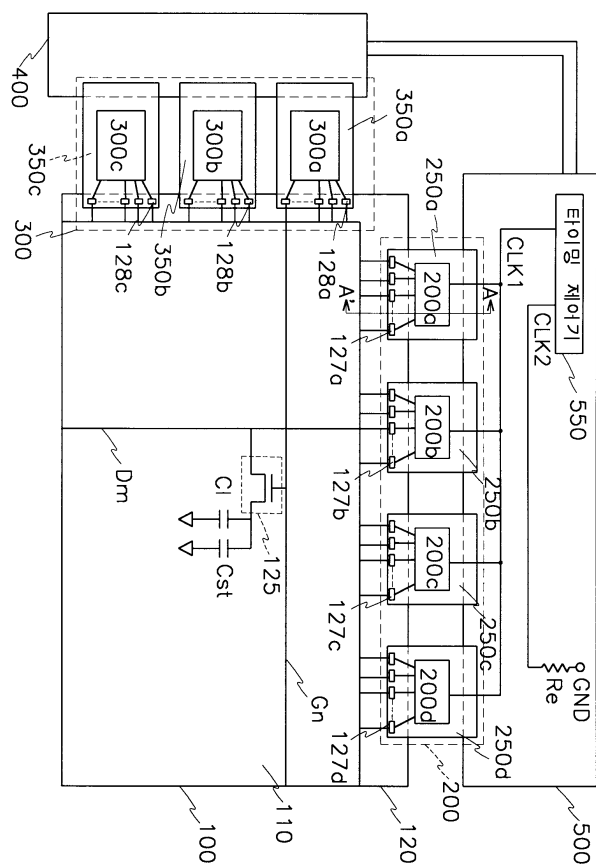 400
350a
300a
350c
300b
300c
300
128c
350b
128b
128a
250a
200a
A
A'
127a
CLK1
타이밍 제어기
CLK2
550
200b
250b
127b
200c
250c
127c
200d
250d
127d
200
GND
Re
500
Dm
Cl
Cst
125
Gn
110
100
120